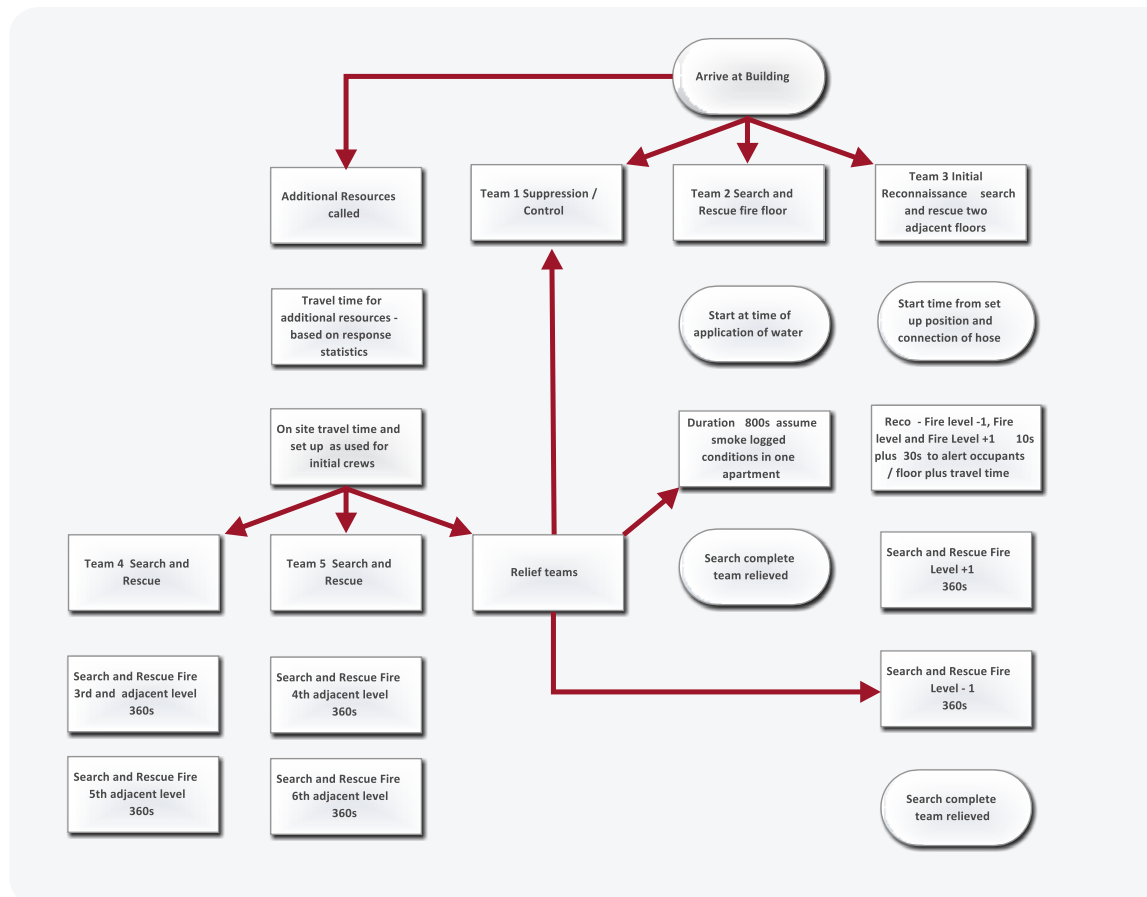 Arrive at Building
Additional Resources
called
Team 1 Suppression /
Control
Team 2 Search and
Rescue fire floor
Team 3 Initial
Reconnaissance search
and rescue two
adjacent floors
Travel time for
additional resources -
based on response
statistics
Start at time of
application of water
Start time from set
up position and
connection of hose
On site travel time and
set up as used for
initial crews
Duration 800s assume
smoke logged
conditions in one
apartment
Reco - Fire level -1, Fire
level and Fire Level +1 10s
plus 30s to alert occupants
/ floor plus travel time
Team 4 Search and
Rescue
Team 5 Search and
Rescue
Relief teams
Search complete
team relieved
Search and Rescue Fire
Level +1
360s
Search and Rescue Fire
3rd and adjacent level
360s
Search and Rescue Fire
4th adjacent level
360s
Search and Rescue Fire
Level - 1
360s
Search and Rescue Fire
5th adjacent level
360s
Search and Rescue Fire
6th adjacent level
360s
Search complete
team relieved